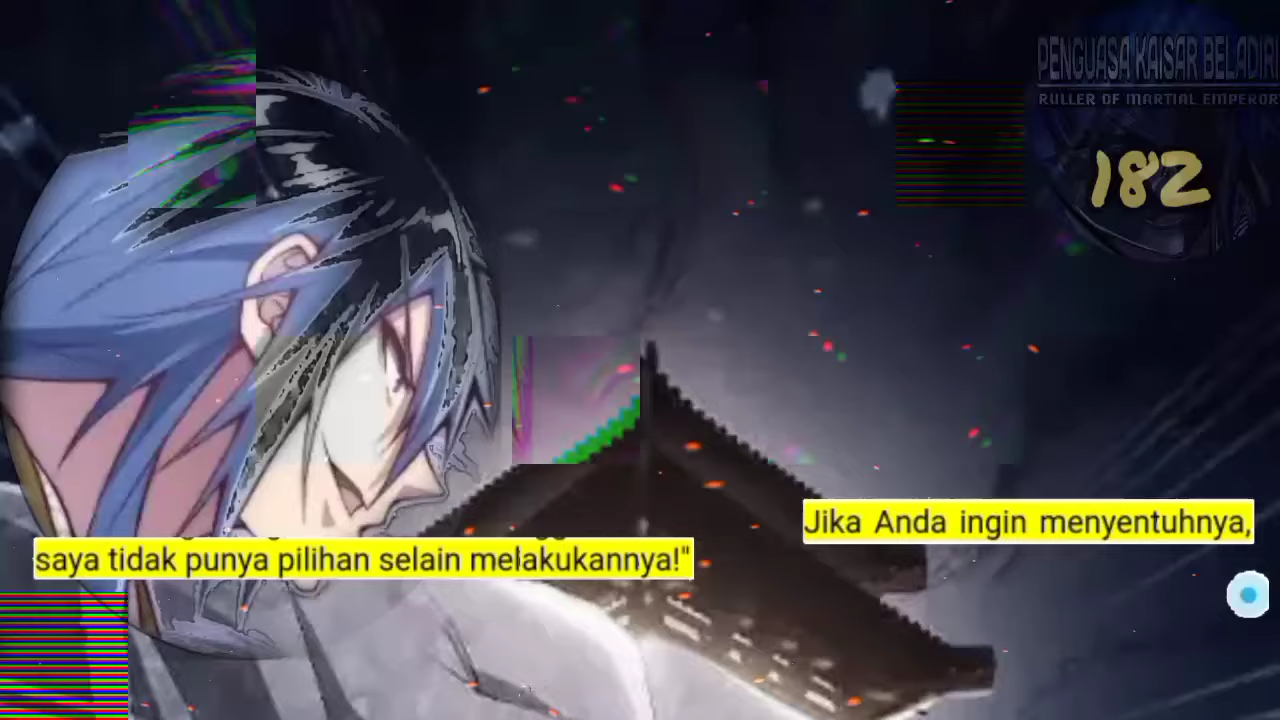 PENGUASA KAISAR BELADIRI
RULLER OF MARTIAL EMPEROR
182
Jika Anda ingin menyentuhnya,
saya tidak punya pilihan selain melakukannya!"